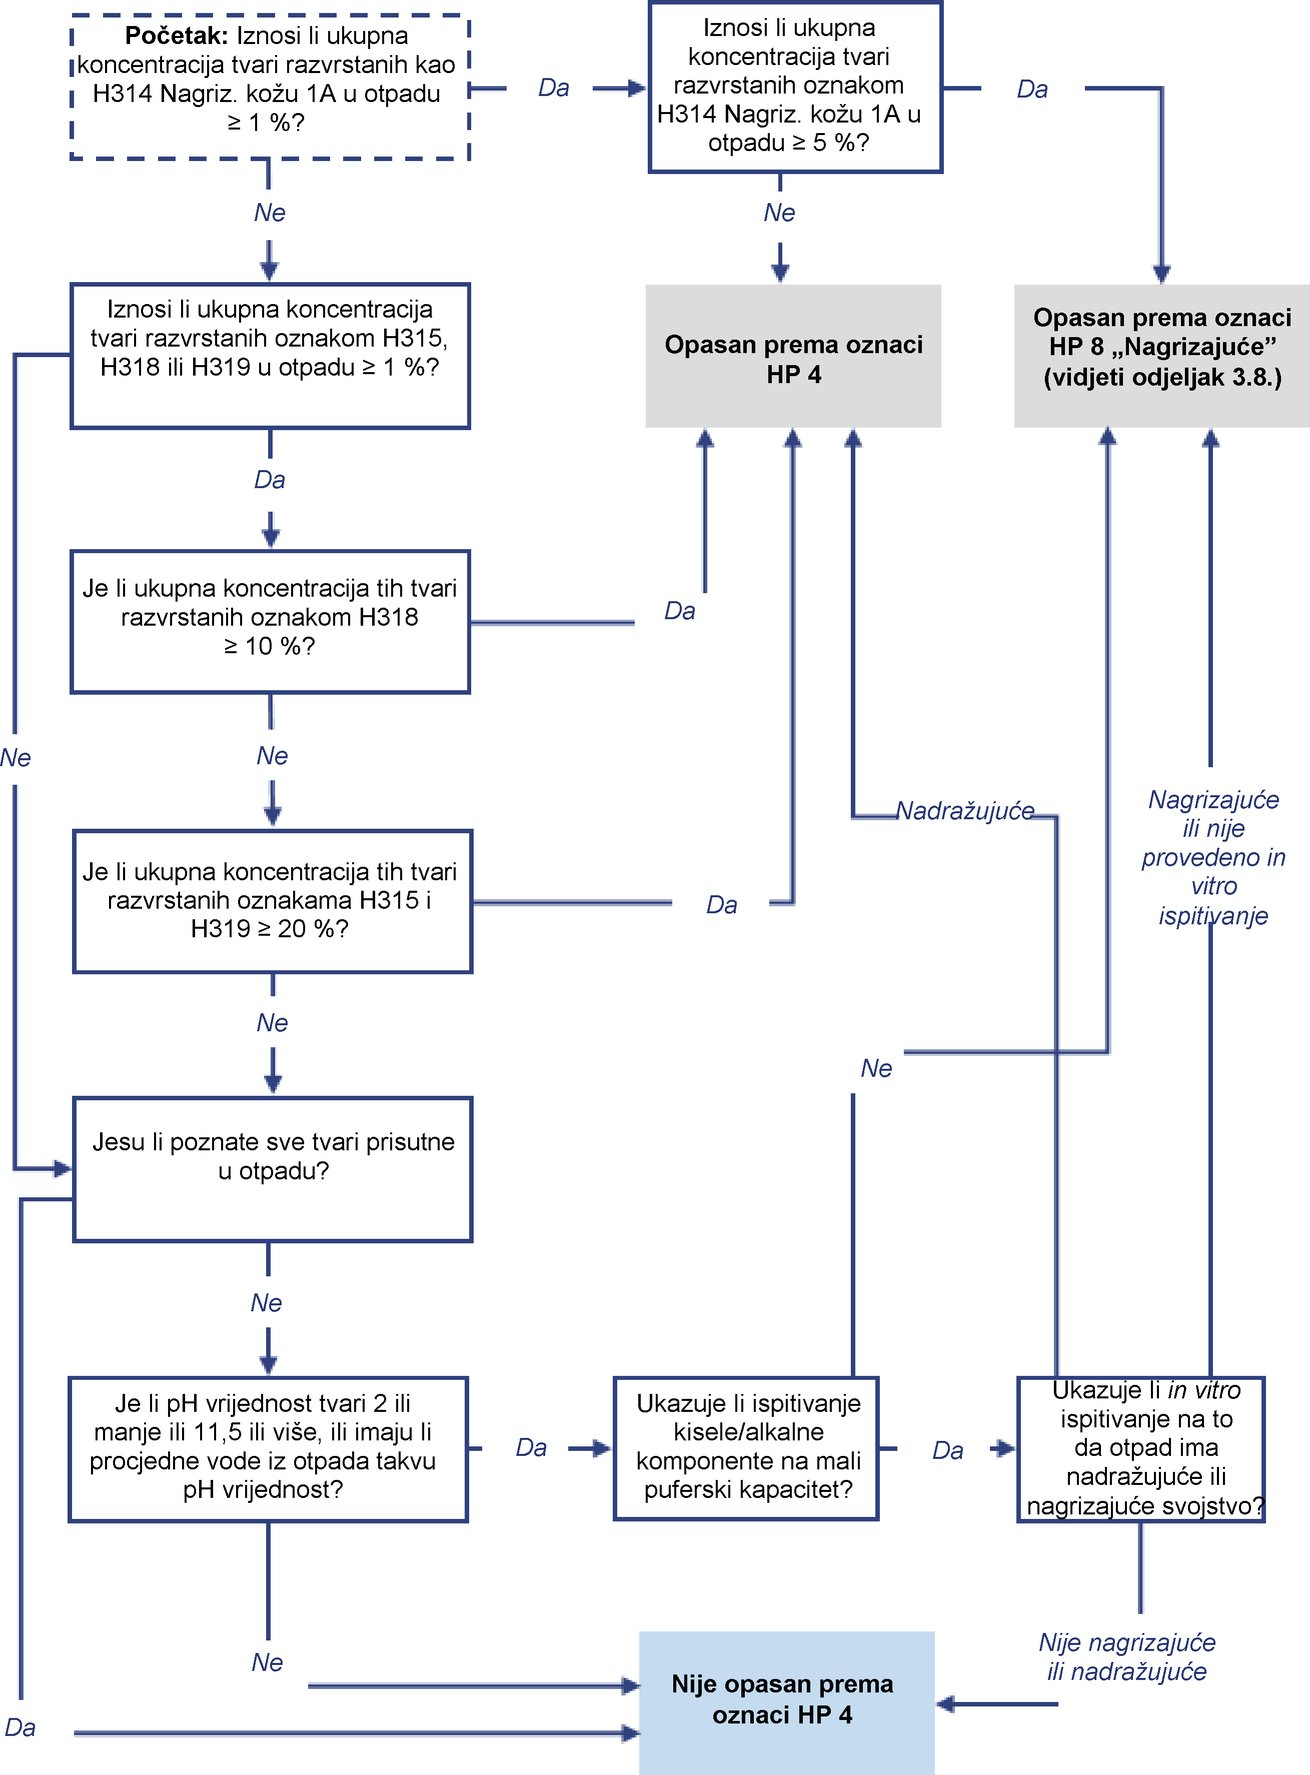 Početak: Iznosi li ukupna
koncentracija tvari razvrstanih kao
H314 Nagriz. kožu 1A u otpadu
≥ 1 %?
Da
Iznosi li ukupna
koncentracija tvari
razvrstanih oznakom
H314 Nagriz. kožu 1A u
otpadu ≥ 5 %?
Da
Ne
Ne
Iznosi li ukupna koncentracija
tvari razvrstanih oznakom H315,
H318 ili H319 u otpadu ≥ 1 %?
Opasan prema oznaci
HP 4
Opasan prema oznaci
HP 8 „Nagrizajuće”
(vidjeti odjeljak 3.8.)
Da
Je li ukupna koncentracija tih tvari
razvrstanih oznakom H318
≥ 10 %?
Da
Ne
Ne
Je li ukupna koncentracija tih tvari
razvrstanih oznakama H315 i
H319 ≥ 20 %?
Da
Nadražujuće
Nagrizajuće
ili nije
provedeno in
vitro
ispitivanje
Ne
Ne
Jesu li poznate sve tvari prisutne
u otpadu?
Ne
Je li pH vrijednost tvari 2 ili
manje ili 11,5 ili više, ili imaju li
procjedne vode iz otpada takvu
pH vrijednost?
Da
Ukazuje li ispitivanje
kisele/alkalne
komponente na mali
puferski kapacitet?
Da
Ukazuje li in vitro
ispitivanje na to
da otpad ima
nadražujuće ili
nagrizajuće svojstvo?
Ne
Nije nagrizajuće
ili nadražujuće
Nije opasan prema
oznaci HP 4
Da